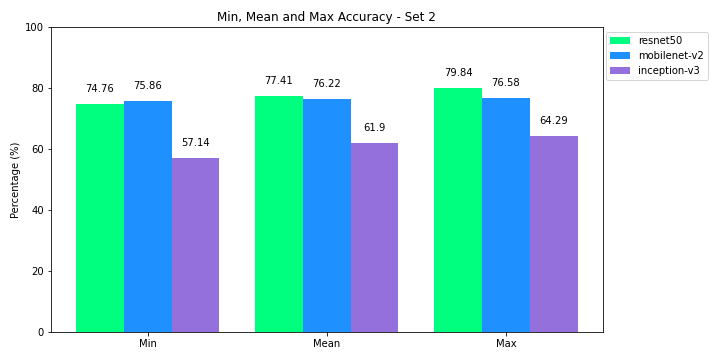 Min, Mean and Max Accuracy - Set 2
Percentage (%)
100
80
60
40
20
0
74.76
75.86
57.14
77.41
76.22
61.9
79.84
76.58
64.29
Min
Mean
Max
resnet50
mobilenet-v2
inception-v3